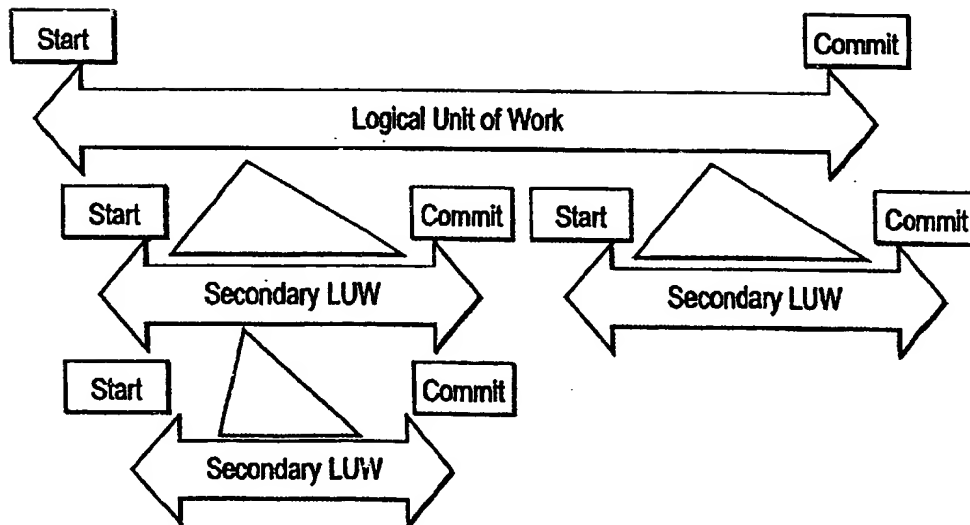 Start
Commit
Logical Unit of Work
Start
Commit
Start
Commit
Secondary LUW
Secondary LUW
Start
Commit
Secondary LUW